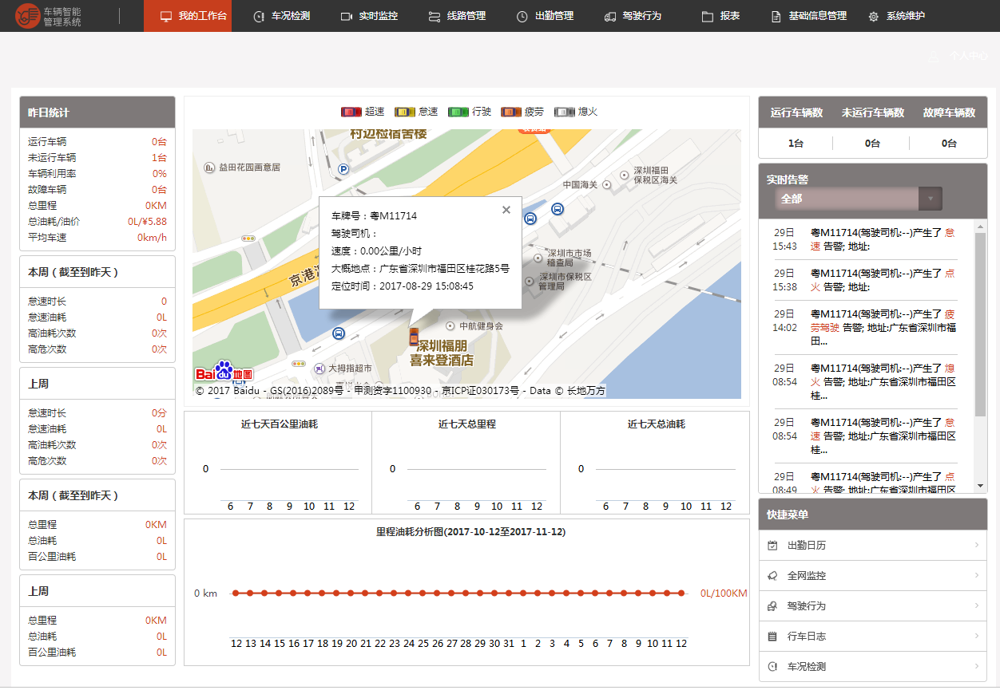 车辆智能
管理系统
我的工作台 车况检测 实时监控 线路管理 出勤管理 驾驶行为 报表 基础信息管理 系统维护
个人中心
昨日统计
运行车辆 0台
未运行车辆 1台
车辆利用率 0%
故障车辆 0台
总里程 0KM
总油耗/油价 0L/¥5.88
平均车速 0km/h
本周（截至到昨天）
怠速时长 0
怠速油耗 0L
高油耗次数 0次
高危次数 0次
上周
怠速时长 0分
怠速油耗 0L
高油耗次数 0次
高危次数 0次
本周（截至到昨天）
总里程 0KM
总油耗 0L
百公里油耗 0L
上周
总里程 0KM
总油耗 0L
百公里油耗 0L
超速 怠速 行驶 疲劳 熄火
村边检宿舍楼
益田花园画意居
P
深圳福田
保税区海关
中国海关
车牌号：粤M11714
驾驶司机：
速度：0.00公里/小时
大概地点：广东省深圳市福田区桂花路5号
定位时间：2017-08-29 15:08:45
深圳市市场
稽查局
深圳市保税区
管理局
京港澳
中航健身会
深圳福朋
喜来登酒店
大拇指超市
Bai du 地图
© 2017 Baidu - GS(2016)2089号 - 甲测资字1100930 - 京ICP证030173号 - Data © 长地万方
近七天百公里油耗 近七天总里程 近七天总油耗
0 0 0
6 7 8 9 10 11 12 6 7 8 9 10 11 12 6 7 8 9 10 11 12
里程油耗分析图(2017-10-12至2017-11-12)
0 km 0L/100KM
12 13 14 15 16 17 18 19 20 21 22 23 24 25 26 27 28 29 30 31 1 2 3 4 5 6 7 8 9 10 11 12
运行车辆数 未运行车辆数 故障车辆数
1台 0台 0台
实时告警
全部
29日 粤M11714(驾驶司机:--)产生了 怠
15:43 速 告警; 地址:
29日 粤M11714(驾驶司机:--)产生了 点
15:38 火 告警; 地址:
29日 粤M11714(驾驶司机:--)产生了 疲
14:02 劳驾驶 告警; 地址:广东省深圳市福
田...
29日 粤M11714(驾驶司机:--)产生了 熄
08:54 火 告警; 地址:广东省深圳市福田区
桂...
29日 粤M11714(驾驶司机:--)产生了 怠
08:54 速 告警; 地址:广东省深圳市福田区
桂...
29日 粤M11714(驾驶司机:--)产生了 点
08:49 火 告警; 地址:广东省深圳市福田区
快捷菜单
出勤日历
全网监控
驾驶行为
行车日志
车况检测